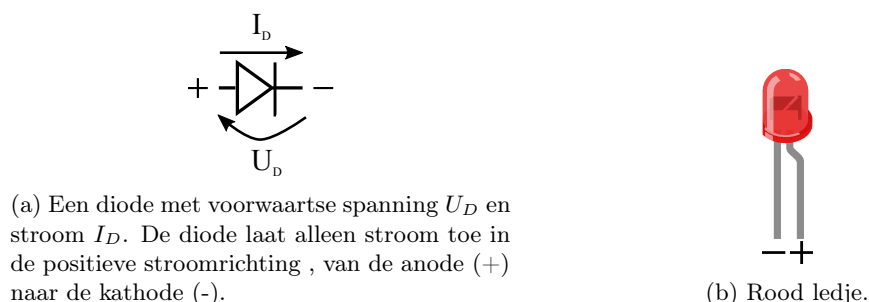 I_D
+ −
U_D
(a) Een diode met voorwaartse spanning U_D en
stroom I_D. De diode laat alleen stroom toe in
de positieve stroomrichting , van de anode (+)
naar de kathode (-).
− +
(b) Rood ledje.